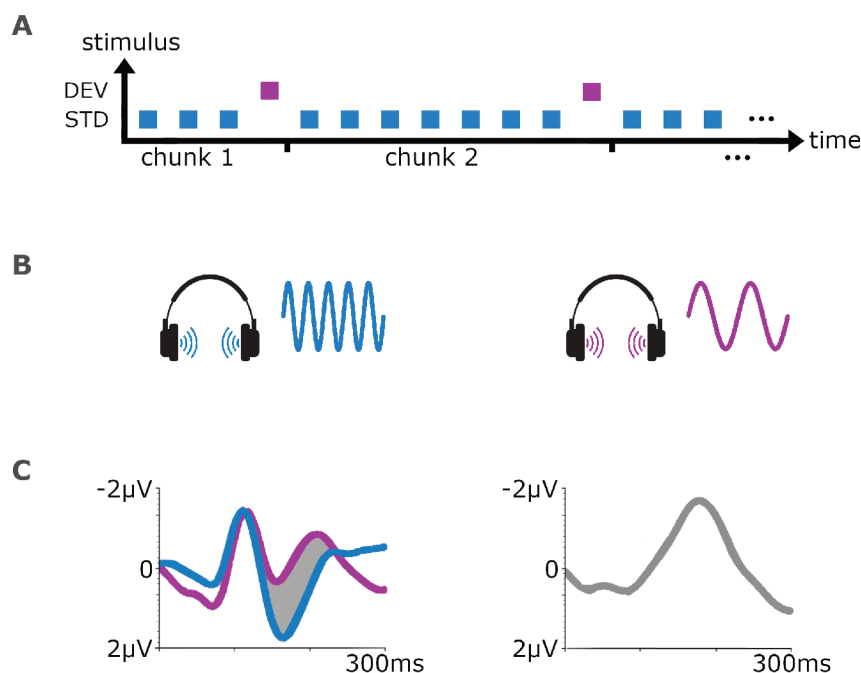 A
stimulus
DEV
STD
...
time
chunk 1
chunk 2
...
B
C
-2µV
0
2µV
300ms
-2µV
0
2µV
300ms